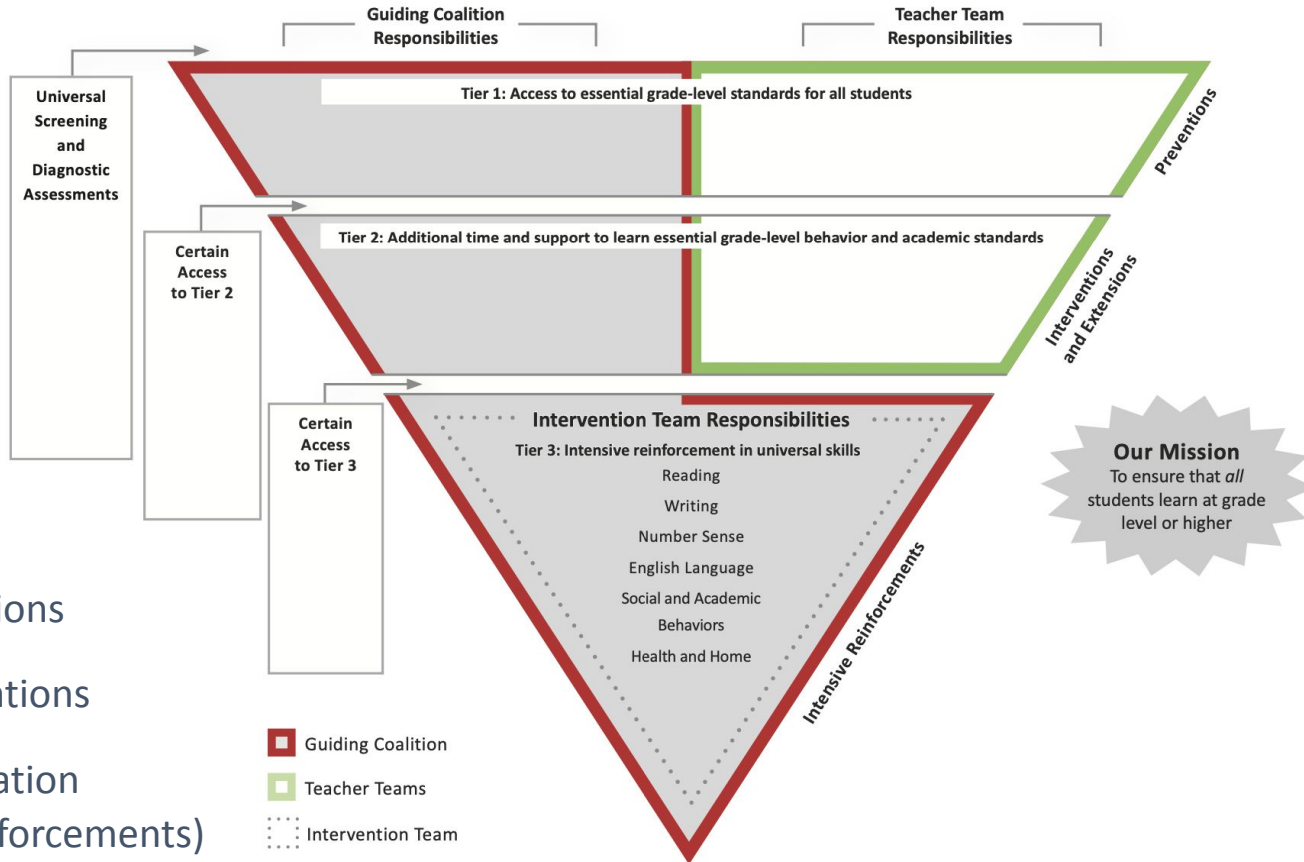 Guiding Coalition
Responsibilities
Teacher Team
Responsibilities
Universal
Screening
and
Diagnostic
Assessments
Tier 1: Access to essential grade-level standards for all students
Preventions
Certain
Access
to Tier 2
Tier 2: Additional time and support to learn essential grade-level behavior and academic standards
Interventions
and Extensions
Certain
Access
to Tier 3
Intervention Team Responsibilities
Tier 3: Intensive reinforcement in universal skills
Reading
Writing
Number Sense
English Language
Social and Academic
Behaviors
Health and Home
Intensive Reinforcements
Our Mission
To ensure that all
students learn at grade
level or higher
Guiding Coalition
Teacher Teams
Intervention Team